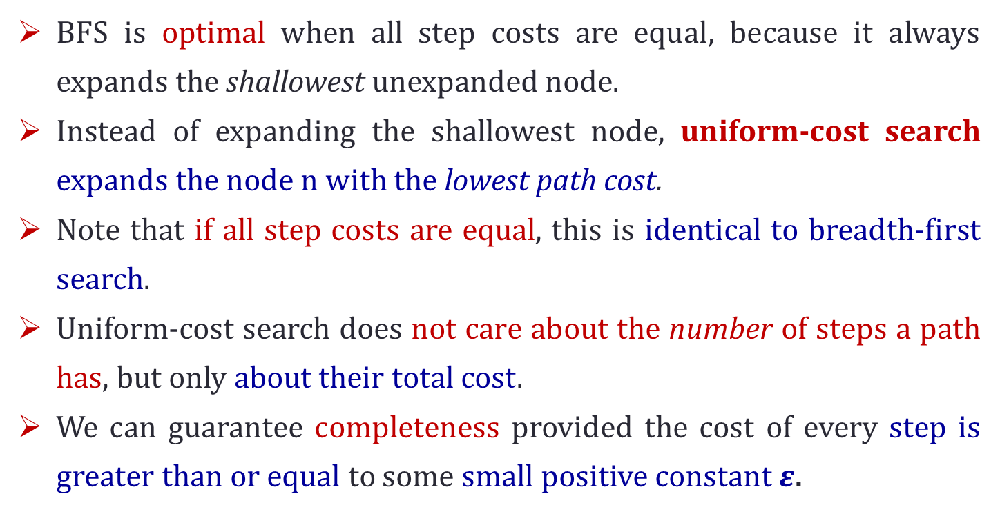 ➢ BFS is optimal when all step costs are equal, because it always
expands the shallowest unexpanded node.
➢ Instead of expanding the shallowest node, uniform-cost search
expands the node n with the lowest path cost.
➢ Note that if all step costs are equal, this is identical to breadth-first
search.
➢ Uniform-cost search does not care about the number of steps a path
has, but only about their total cost.
➢ We can guarantee completeness provided the cost of every step is
greater than or equal to some small positive constant ε.